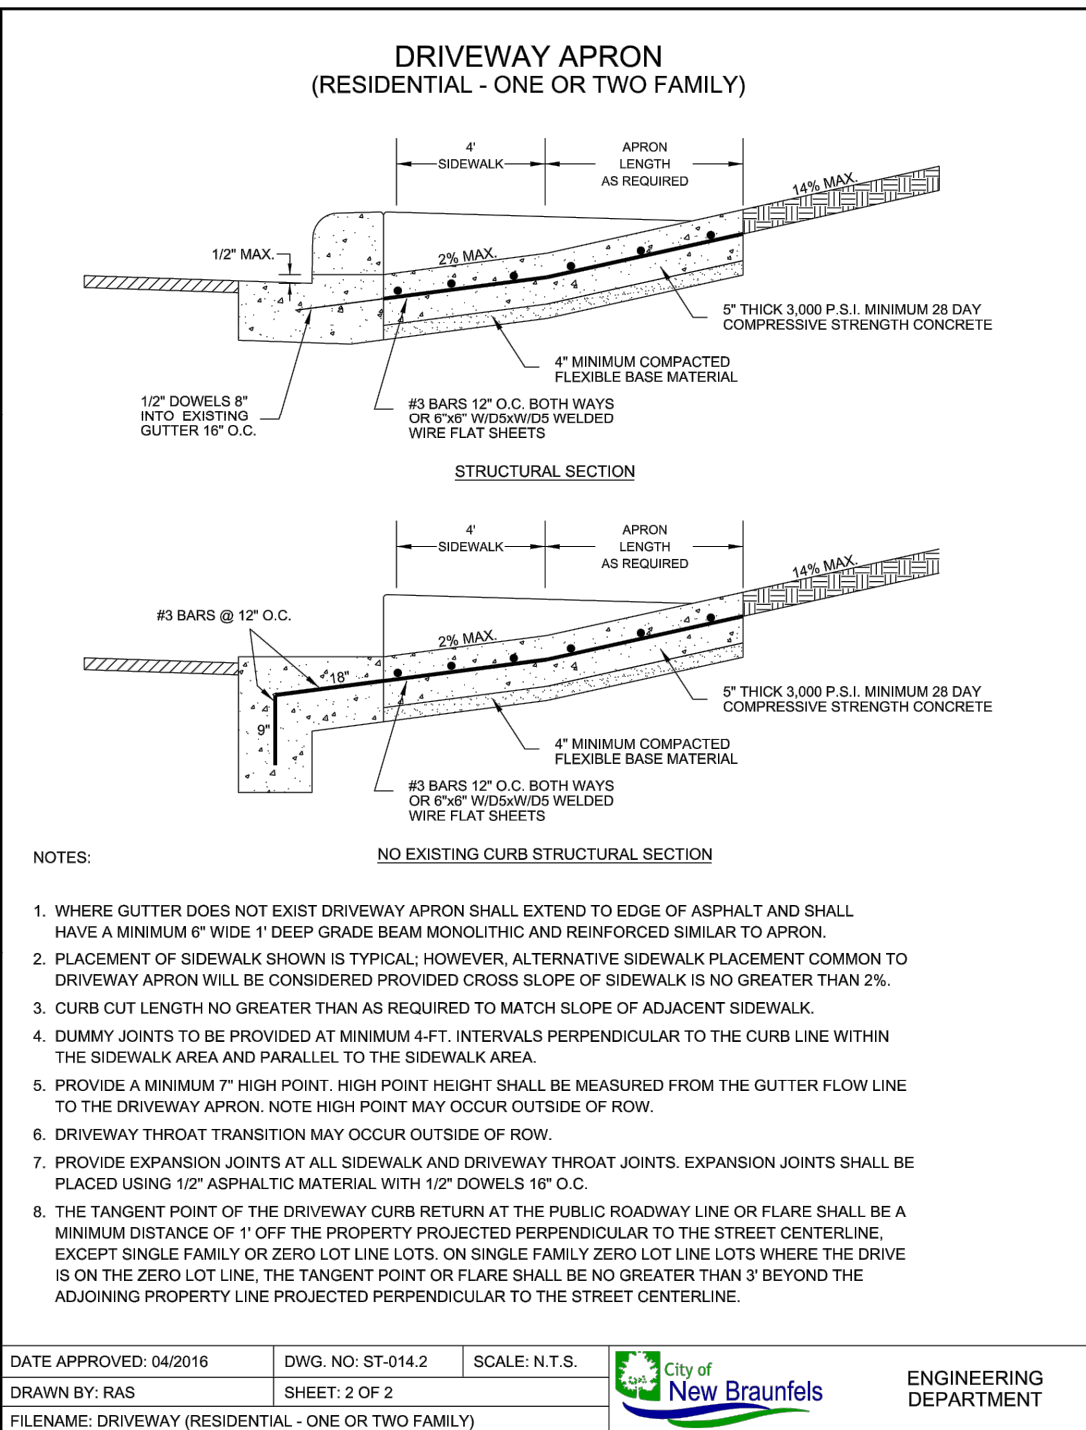 DRIVEWAY APRON
(RESIDENTIAL - ONE OR TWO FAMILY)
4'
SIDEWALK
APRON
LENGTH
AS REQUIRED
14% MAX.
1/2" MAX.
2% MAX.
5" THICK 3,000 P.S.I. MINIMUM 28 DAY
COMPRESSIVE STRENGTH CONCRETE
4" MINIMUM COMPACTED
FLEXIBLE BASE MATERIAL
1/2" DOWELS 8"
INTO EXISTING
GUTTER 16" O.C.
#3 BARS 12" O.C. BOTH WAYS
OR 6"x6" W/D5xW/D5 WELDED
WIRE FLAT SHEETS
STRUCTURAL SECTION
4'
SIDEWALK
APRON
LENGTH
AS REQUIRED
14% MAX.
#3 BARS @ 12" O.C.
2% MAX.
18"
9"
5" THICK 3,000 P.S.I. MINIMUM 28 DAY
COMPRESSIVE STRENGTH CONCRETE
4" MINIMUM COMPACTED
FLEXIBLE BASE MATERIAL
#3 BARS 12" O.C. BOTH WAYS
OR 6"x6" W/D5xW/D5 WELDED
WIRE FLAT SHEETS
NO EXISTING CURB STRUCTURAL SECTION
NOTES:
1. WHERE GUTTER DOES NOT EXIST DRIVEWAY APRON SHALL EXTEND TO EDGE OF ASPHALT AND SHALL
HAVE A MINIMUM 6" WIDE 1' DEEP GRADE BEAM MONOLITHIC AND REINFORCED SIMILAR TO APRON.
2. PLACEMENT OF SIDEWALK SHOWN IS TYPICAL; HOWEVER, ALTERNATIVE SIDEWALK PLACEMENT COMMON TO
DRIVEWAY APRON WILL BE CONSIDERED PROVIDED CROSS SLOPE OF SIDEWALK IS NO GREATER THAN 2%.
3. CURB CUT LENGTH NO GREATER THAN AS REQUIRED TO MATCH SLOPE OF ADJACENT SIDEWALK.
4. DUMMY JOINTS TO BE PROVIDED AT MINIMUM 4-FT. INTERVALS PERPENDICULAR TO THE CURB LINE WITHIN
THE SIDEWALK AREA AND PARALLEL TO THE SIDEWALK AREA.
5. PROVIDE A MINIMUM 7" HIGH POINT. HIGH POINT HEIGHT SHALL BE MEASURED FROM THE GUTTER FLOW LINE
TO THE DRIVEWAY APRON. NOTE HIGH POINT MAY OCCUR OUTSIDE OF ROW.
6. DRIVEWAY THROAT TRANSITION MAY OCCUR OUTSIDE OF ROW.
7. PROVIDE EXPANSION JOINTS AT ALL SIDEWALK AND DRIVEWAY THROAT JOINTS. EXPANSION JOINTS SHALL BE
PLACED USING 1/2" ASPHALTIC MATERIAL WITH 1/2" DOWELS 16" O.C.
8. THE TANGENT POINT OF THE DRIVEWAY CURB RETURN AT THE PUBLIC ROADWAY LINE OR FLARE SHALL BE A
MINIMUM DISTANCE OF 1' OFF THE PROPERTY PROJECTED PERPENDICULAR TO THE STREET CENTERLINE,
EXCEPT SINGLE FAMILY OR ZERO LOT LINE LOTS. ON SINGLE FAMILY ZERO LOT LINE LOTS WHERE THE DRIVE
IS ON THE ZERO LOT LINE, THE TANGENT POINT OR FLARE SHALL BE NO GREATER THAN 3' BEYOND THE
ADJOINING PROPERTY LINE PROJECTED PERPENDICULAR TO THE STREET CENTERLINE.
DATE APPROVED: 04/2016
DWG. NO: ST-014.2
SCALE: N.T.S.
DRAWN BY: RAS
SHEET: 2 OF 2
FILENAME: DRIVEWAY (RESIDENTIAL - ONE OR TWO FAMILY)
City of
New Braunfels
ENGINEERING
DEPARTMENT